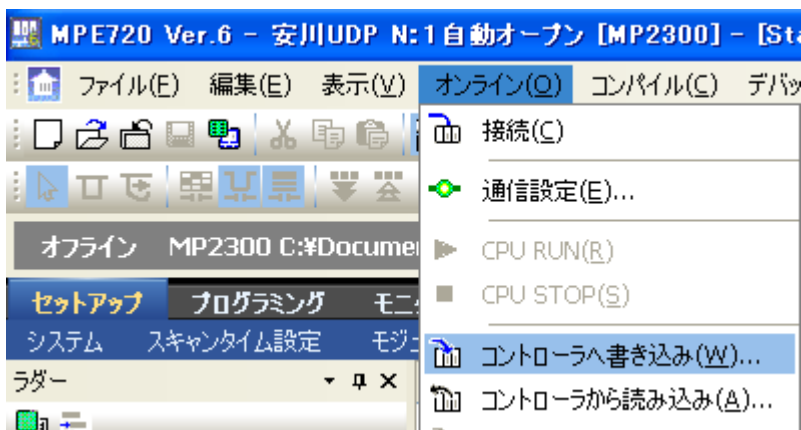 MPE720 Ver.6 - 安川UDP N:1自動オープン [MP2300] - [Sta
ファイル(F) 編集(E) 表示(V) オンライン(O) コンパイル(C) デバッ
接続(C)
通信設定(E)...
オフライン MP2300 C:¥Docume
CPU RUN(R)
CPU STOP(S)
セットアップ プログラミング モニ
システム スキャンタイム設定 モジュ
コントローラへ書き込み(W)...
ラダー
コントローラから読み込み(A)...